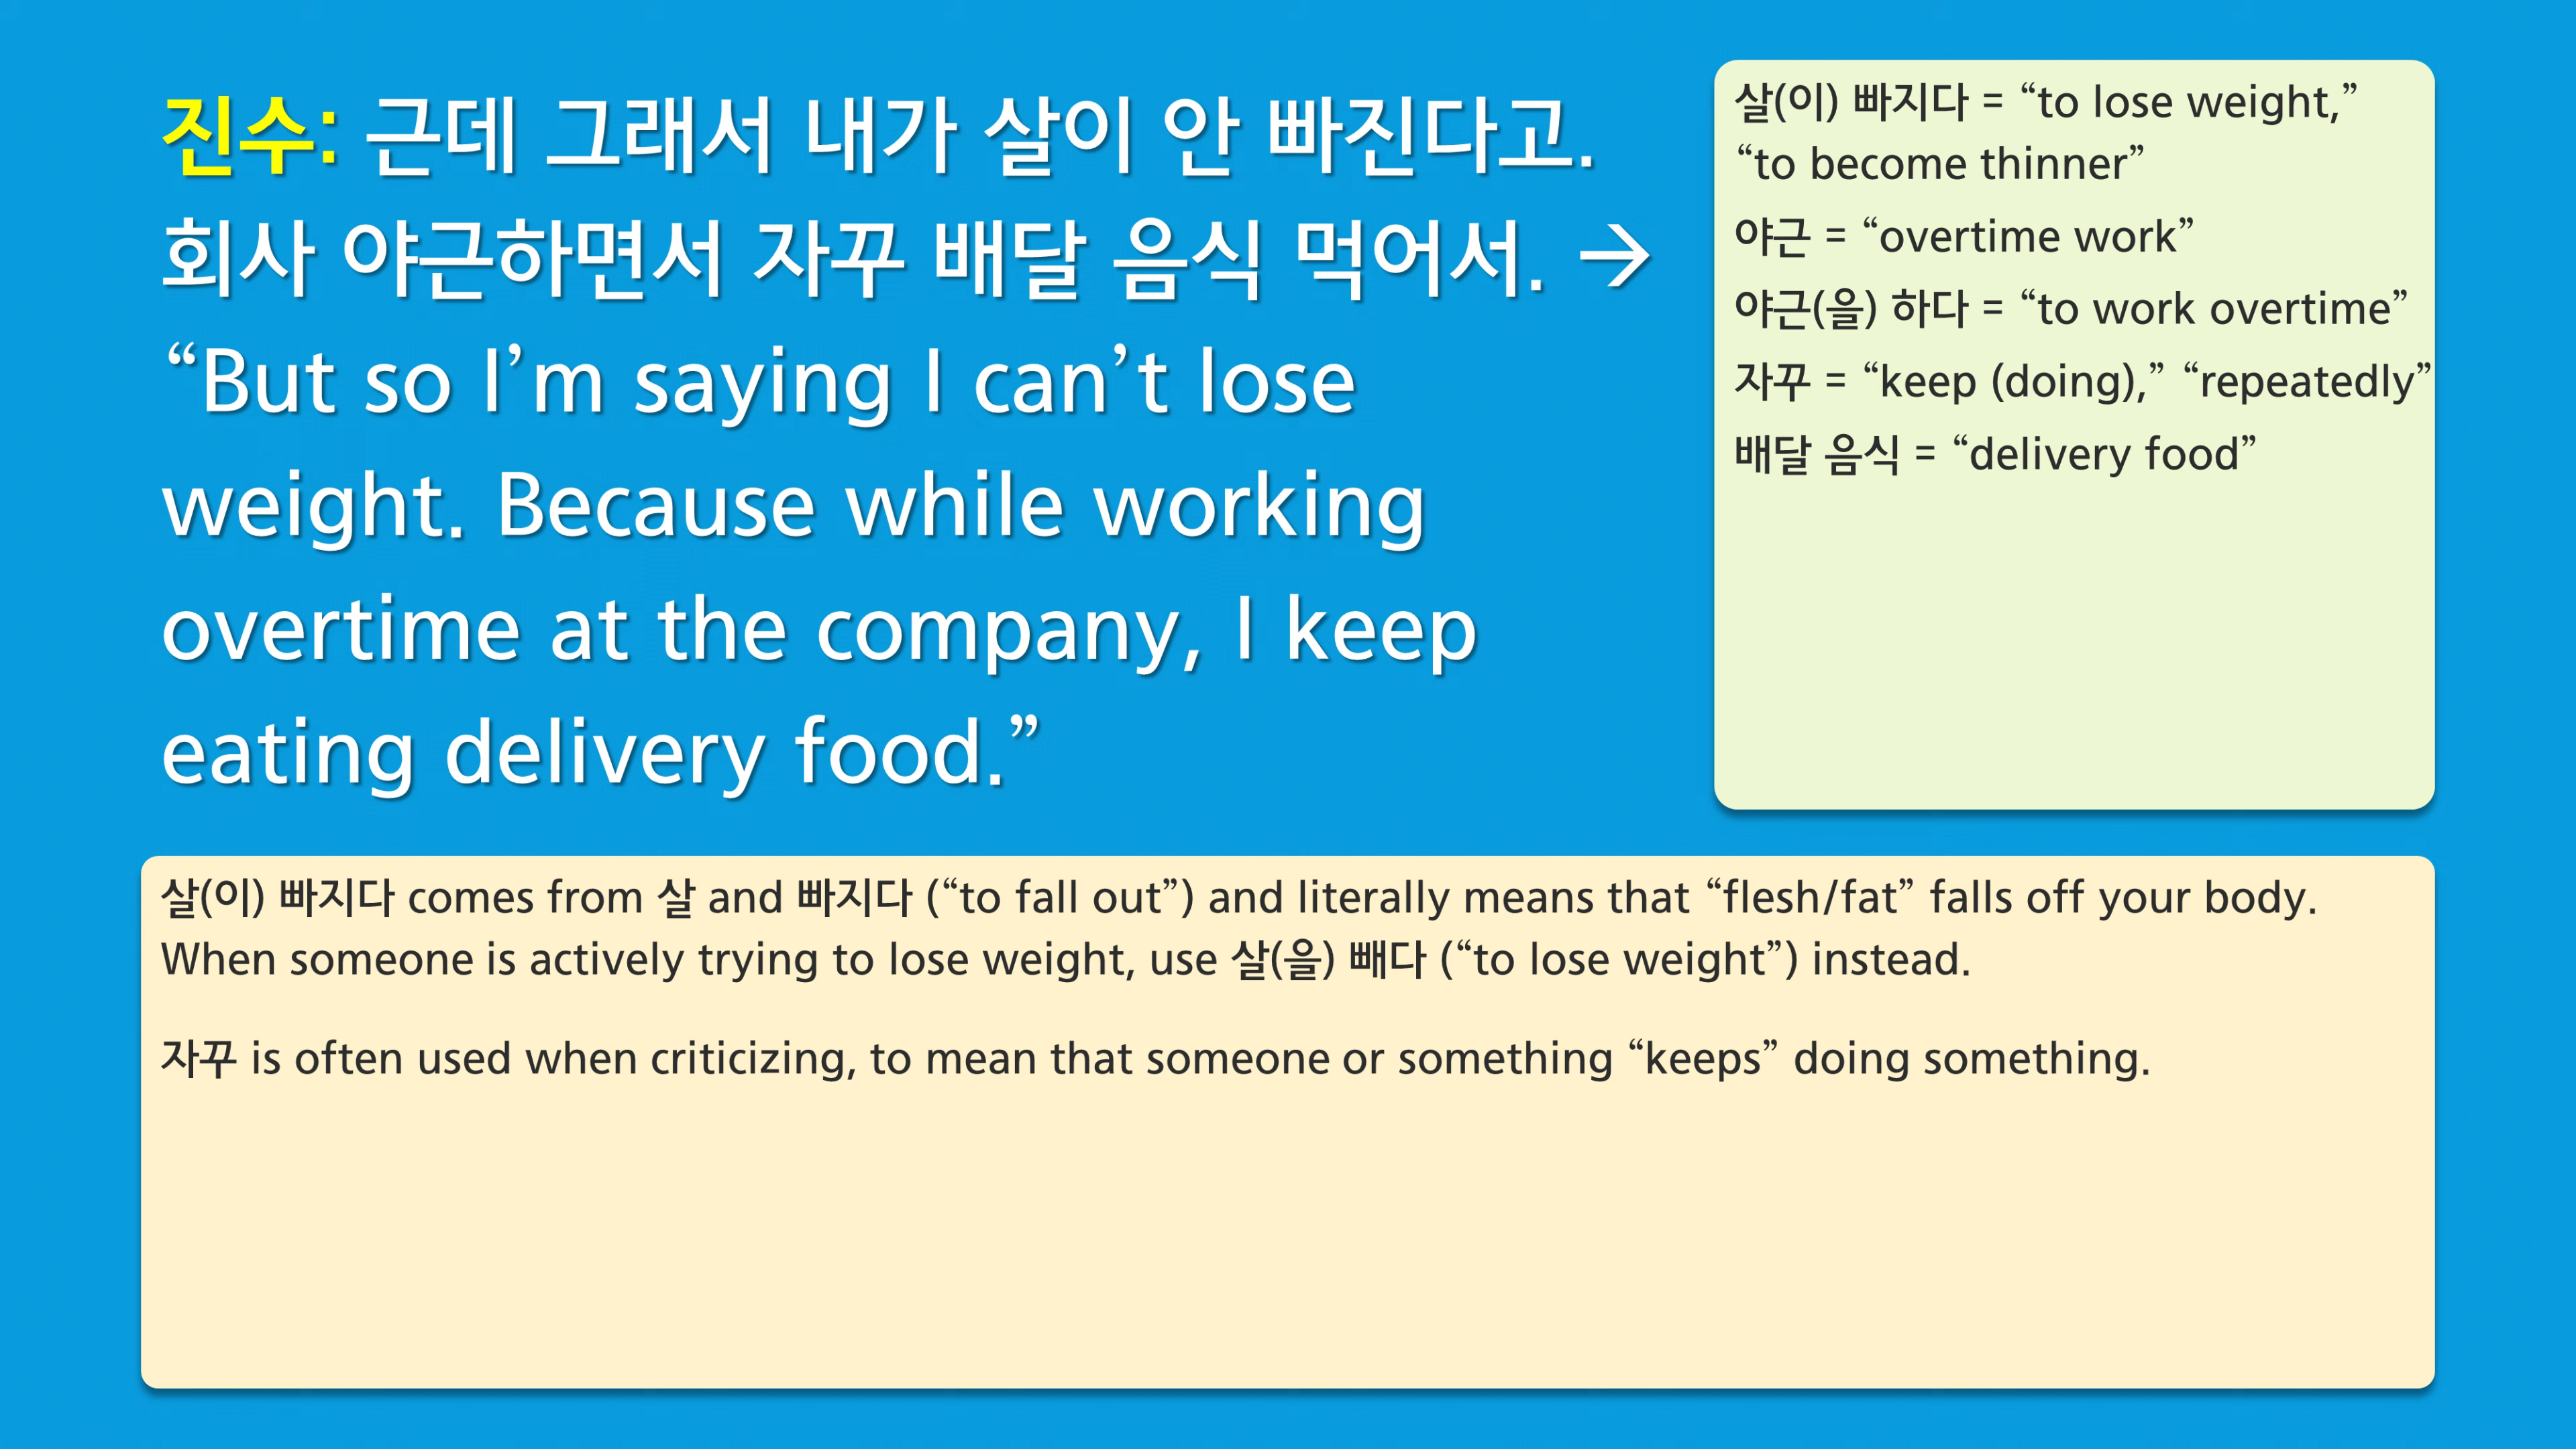 진수: 근데 그래서 내가 살이 안 빠진다고.
회사 야근하면서 자꾸 배달 음식 먹어서. →
“But so I’m saying I can’t lose
weight. Because while working
overtime at the company, I keep
eating delivery food.”
살(이) 빠지다 = “to lose weight,”
“to become thinner”
야근 = “overtime work”
야근(을) 하다 = “to work overtime”
자꾸 = “keep (doing),” “repeatedly”
배달 음식 = “delivery food”
살(이) 빠지다 comes from 살 and 빠지다 (“to fall out”) and literally means that “flesh/fat” falls off your body.
When someone is actively trying to lose weight, use 살(을) 빼다 (“to lose weight”) instead.
자꾸 is often used when criticizing, to mean that someone or something “keeps” doing something.